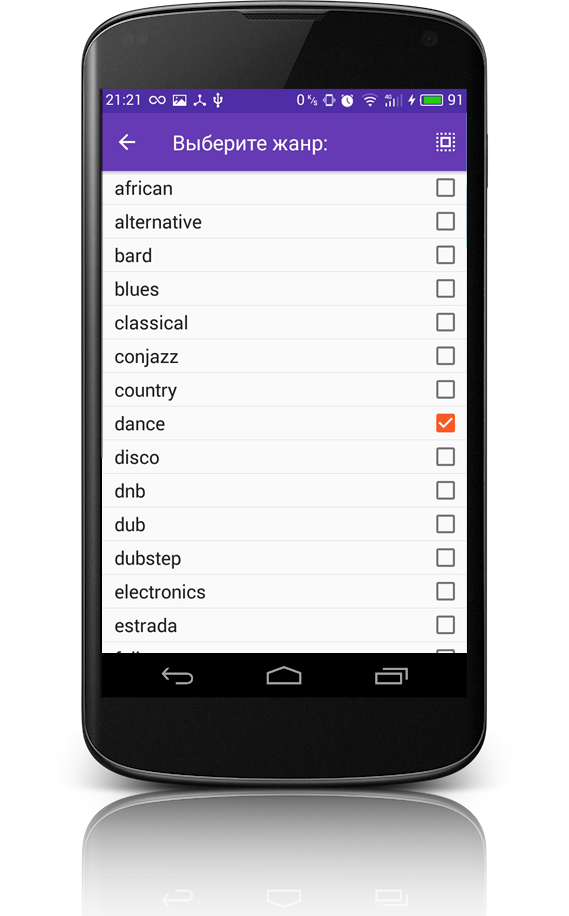 21:21 0 K/s 4G 91
Выберите жанр:
african
alternative
bard
blues
classical
conjazz
country
dance
disco
dnb
dub
dubstep
electronics
estrada